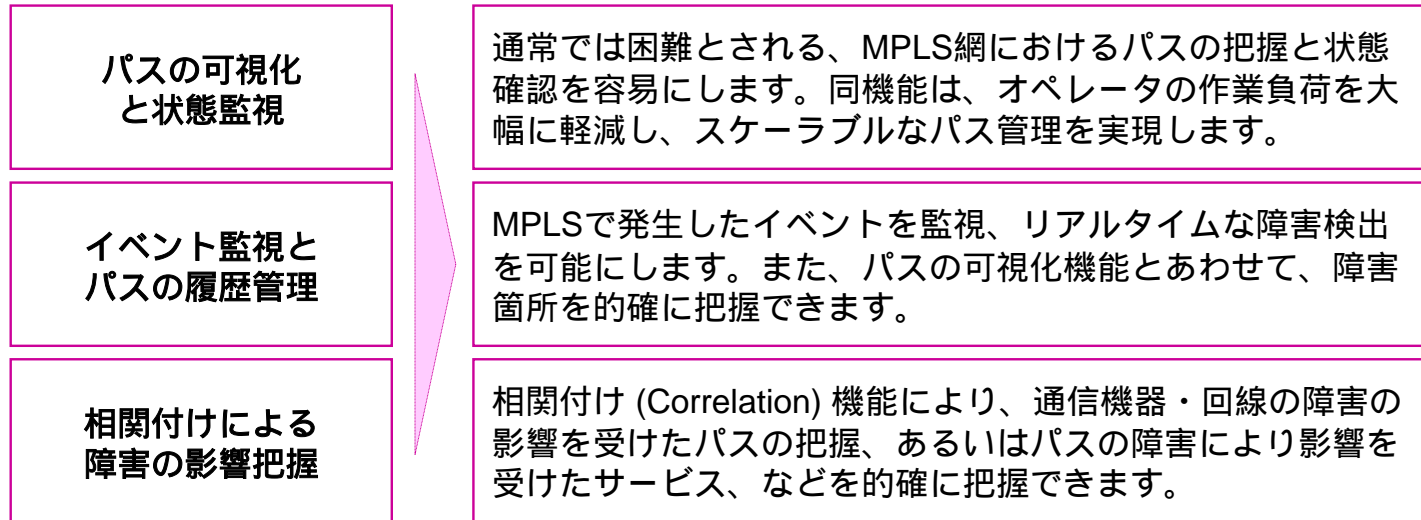 パスの可視化
と状態監視
通常では困難とされる、MPLS網におけるパスの把握と状態
確認を容易にします。同機能は、オペレータの作業負荷を大
幅に軽減し、スケーラブルなパス管理を実現します。
イベント監視と
パスの履歴管理
MPLSで発生したイベントを監視、リアルタイムな障害検出
を可能にします。また、パスの可視化機能とあわせて、障害
箇所を的確に把握できます。
相関付けによる
障害の影響把握
相関付け (Correlation) 機能により、通信機器・回線の障害の
影響を受けたパスの把握、あるいはパスの障害により影響を
受けたサービス、などを的確に把握できます。